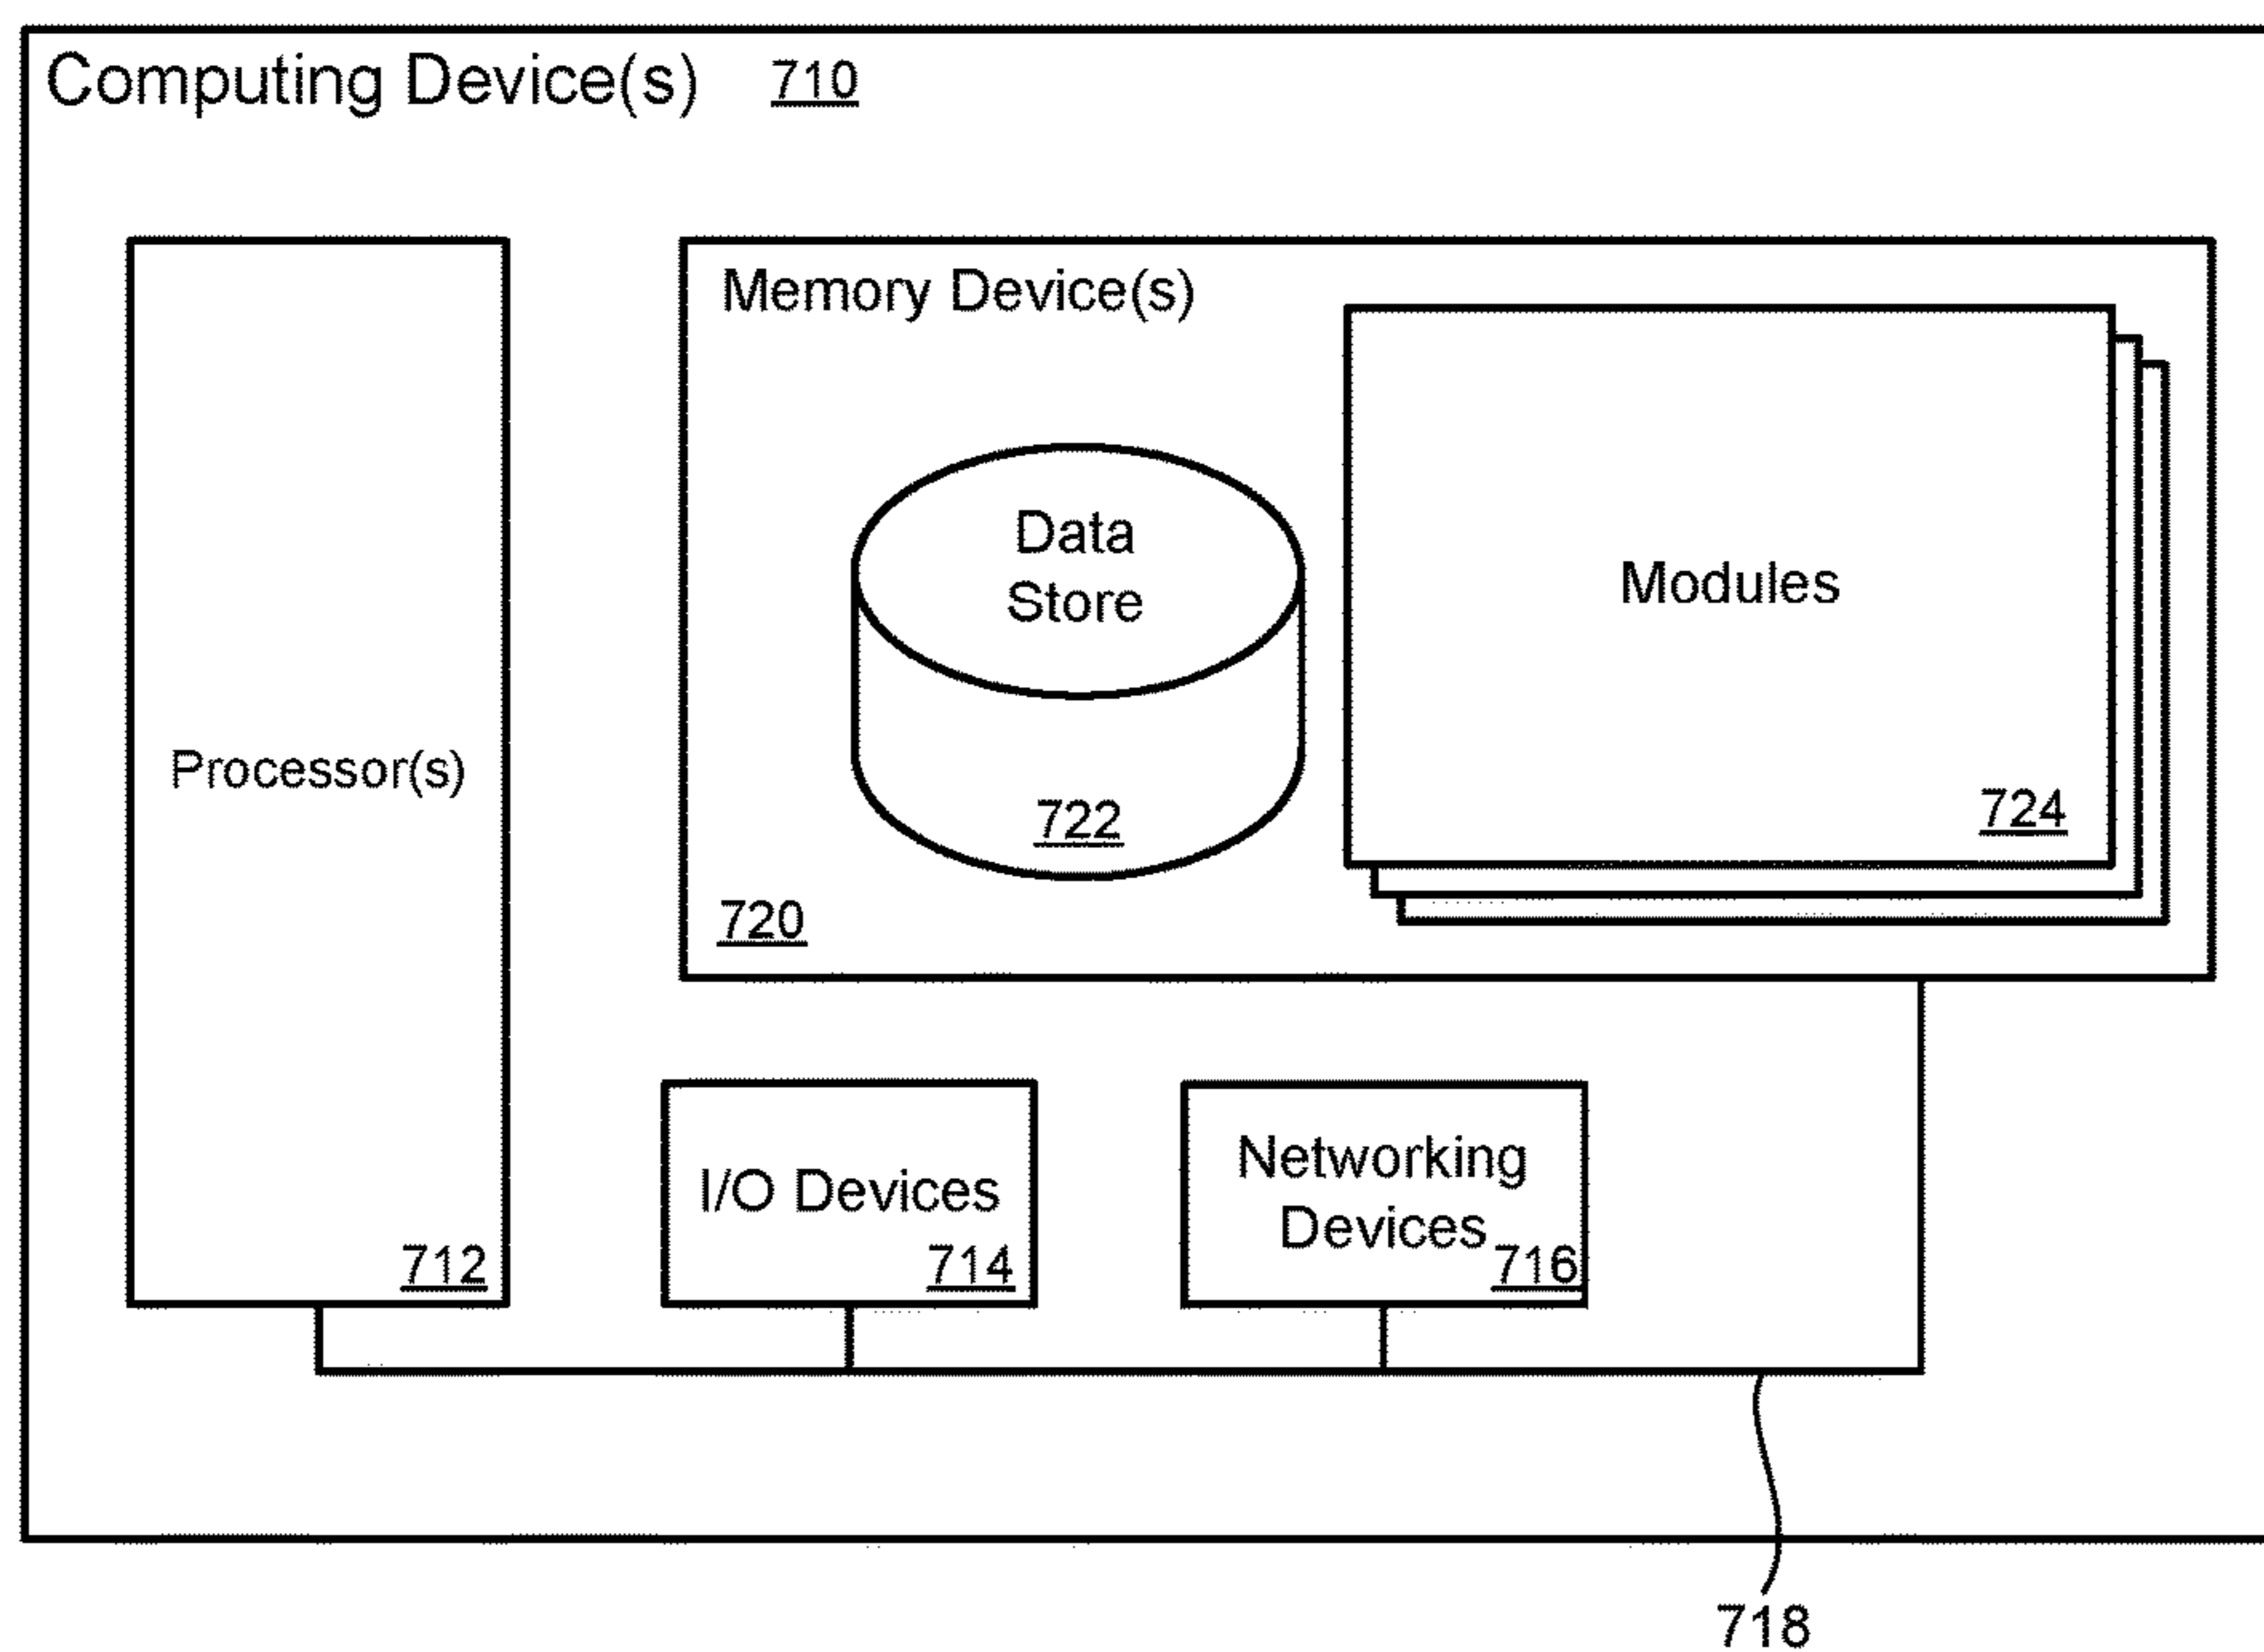 Computing Device(s) 710
Memory Device(s)
Data
Store
Modules
Processor(s)
722
724
720
I/O Devices
Networking
Devices
712
714
716
718